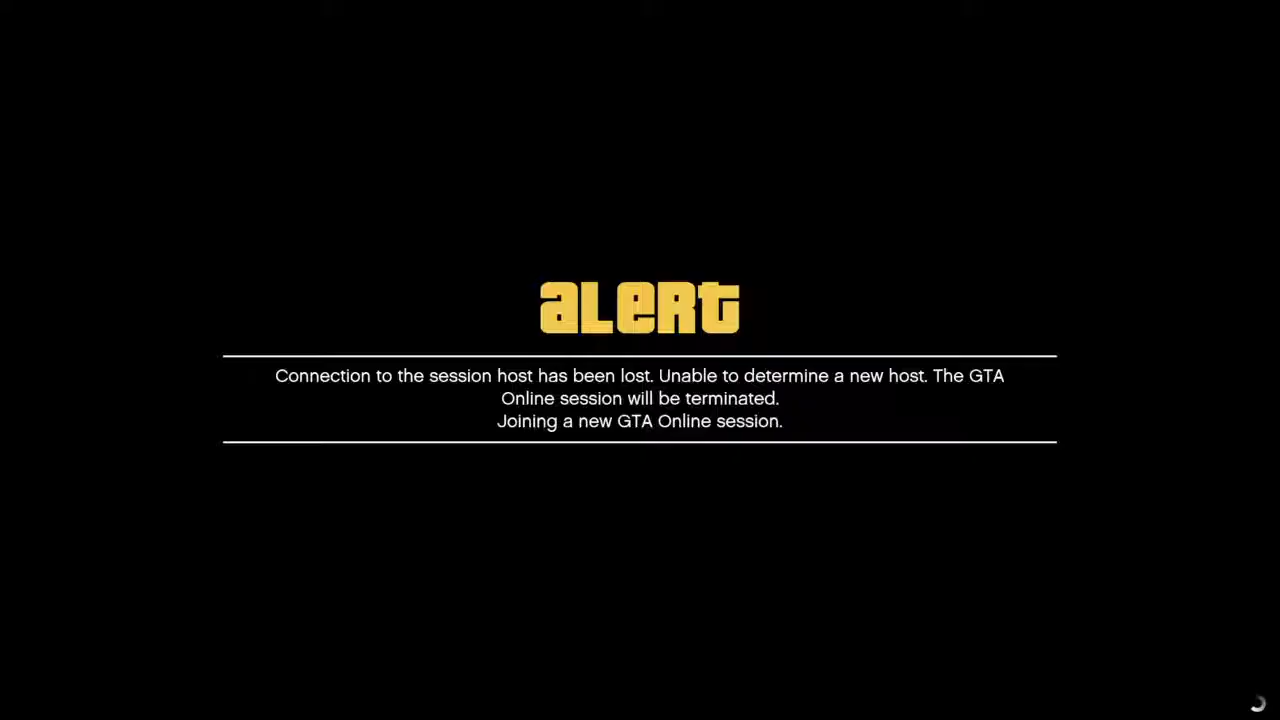 aLeRt
Connection to the session host has been lost. Unable to determine a new host. The GTA
Online session will be terminated.
Joining a new GTA Online session.